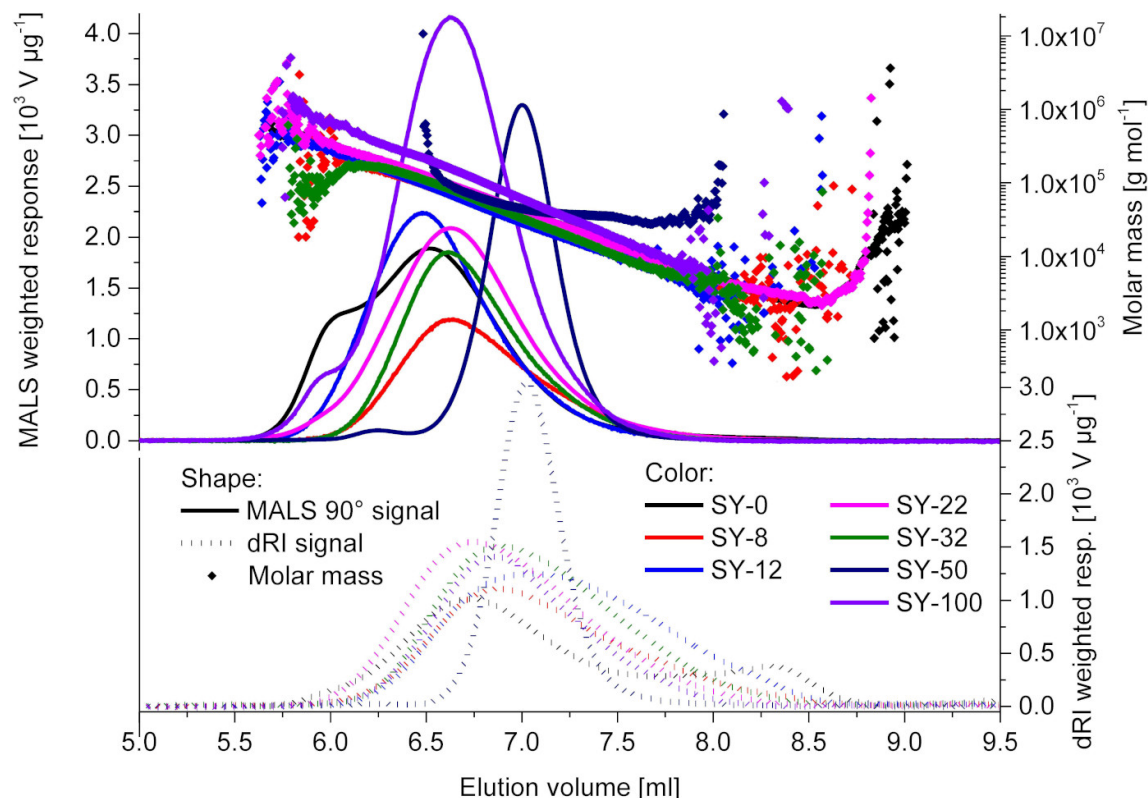 MALS weighted response [10³ V µg⁻¹]
4.0
3.5
3.0
2.5
2.0
1.5
1.0
0.5
0.0
1.0x10⁷
1.0x10⁶
1.0x10⁵
1.0x10⁴
1.0x10³
Molar mass [g mol⁻¹]
3.0
2.5
2.0
1.5
1.0
0.5
0.0
dRI weighted resp. [10³ V µg⁻¹]
Shape:
MALS 90° signal
dRI signal
Molar mass
Color:
SY-0
SY-8
SY-12
SY-22
SY-32
SY-50
SY-100
5.0 5.5 6.0 6.5 7.0 7.5 8.0 8.5 9.0 9.5
Elution volume [ml]